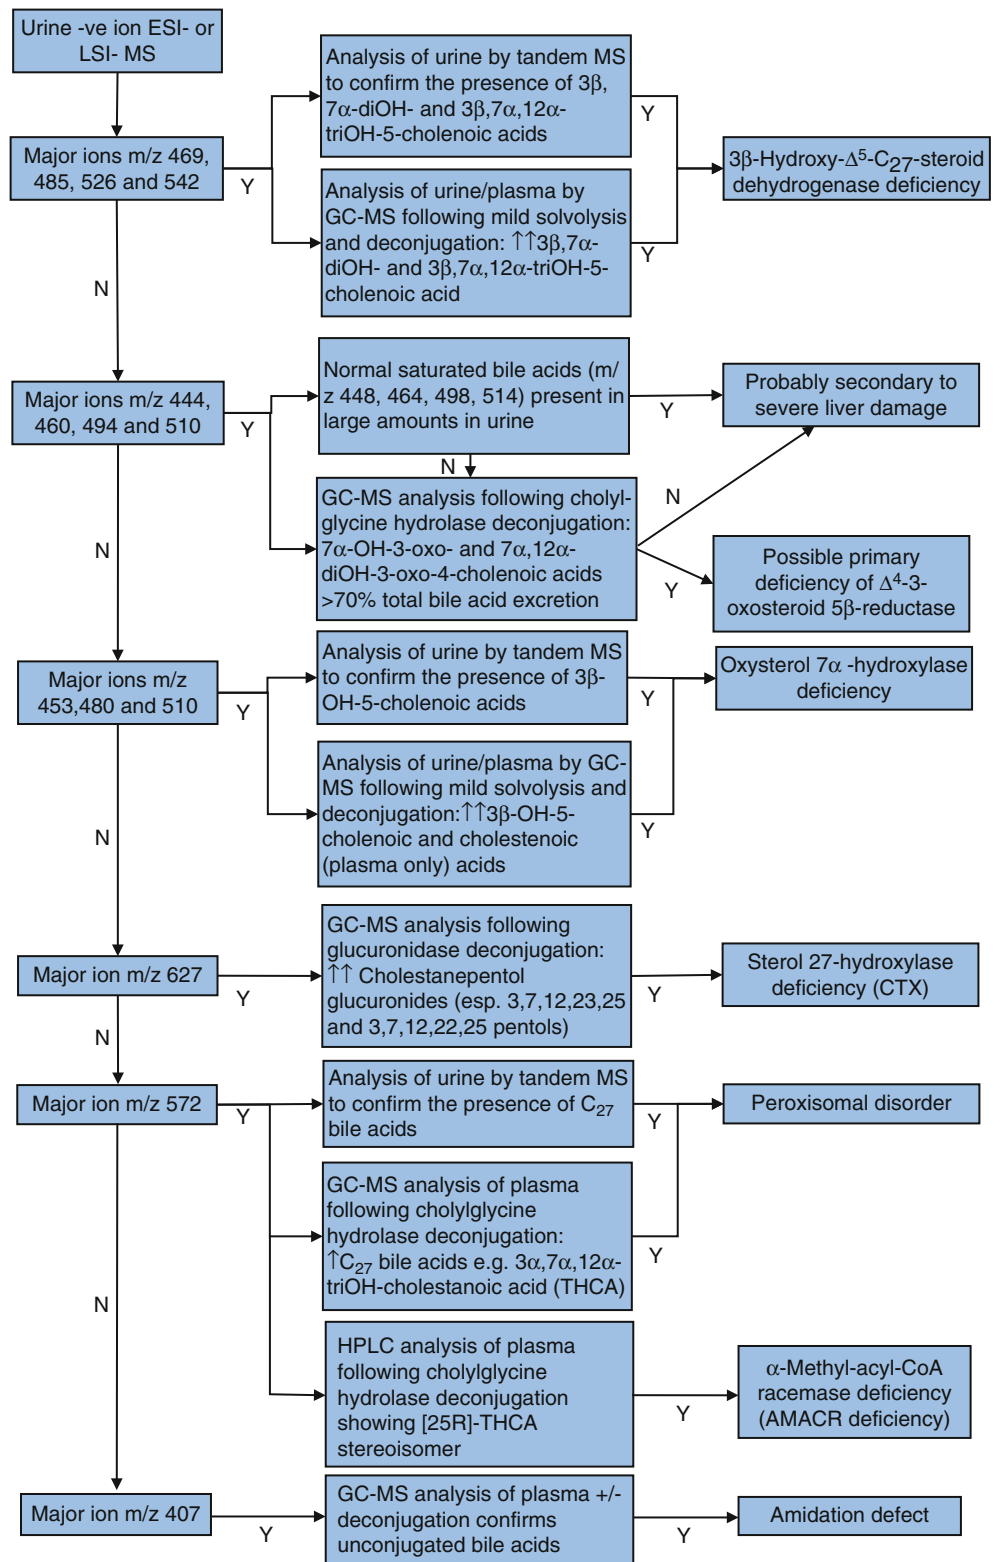 Urine -ve ion ESI- or
LSI- MS
Analysis of urine by tandem MS
to confirm the presence of 3β,
7α-diOH- and 3β,7α,12α-
triOH-5-cholenoic acids
Y
Major ions m/z 469,
485, 526 and 542
Y
3β-Hydroxy-Δ⁵-C₂₇-steroid
dehydrogenase deficiency
Analysis of urine/plasma by
GC-MS following mild solvolysis
and deconjugation: ↑↑3β,7α-
diOH- and 3β,7α,12α-triOH-5-
cholenoic acid
Y
N
Normal saturated bile acids (m/
z 448, 464, 498, 514) present in
large amounts in urine
Y
Probably secondary to
severe liver damage
Major ions m/z 444,
460, 494 and 510
Y
N
GC-MS analysis following cholyl-
glycine hydrolase deconjugation:
7α-OH-3-oxo- and 7α,12α-
diOH-3-oxo-4-cholenoic acids
>70% total bile acid excretion
N
Y
Possible primary
deficiency of Δ⁴-3-
oxosteroid 5β-reductase
N
Analysis of urine by tandem MS
to confirm the presence of 3β-
OH-5-cholenoic acids
Y
Oxysterol 7α -hydroxylase
deficiency
Major ions m/z
453,480 and 510
Y
Analysis of urine/plasma by GC-
MS following mild solvolysis and
deconjugation:↑↑3β-OH-5-
cholenoic and cholestenoic
(plasma only) acids
Y
N
GC-MS analysis following
glucuronidase deconjugation:
↑↑ Cholestanepentol
glucuronides (esp. 3,7,12,23,25
and 3,7,12,22,25 pentols)
Y
Sterol 27-hydroxylase
deficiency (CTX)
Major ion m/z 627
Y
N
Analysis of urine by tandem MS
to confirm the presence of C₂₇
bile acids
Y
Peroxisomal disorder
Major ion m/z 572
Y
GC-MS analysis of plasma
following cholylglycine
hydrolase deconjugation:
↑C₂₇ bile acids e.g. 3α,7α,12α-
triOH-cholestanoic acid (THCA)
Y
N
HPLC analysis of plasma
following cholylglycine
hydrolase deconjugation
showing [25R]-THCA
stereoisomer
Y
α-Methyl-acyl-CoA
racemase deficiency
(AMACR deficiency)
Major ion m/z 407
Y
GC-MS analysis of plasma +/-
deconjugation confirms
unconjugated bile acids
Y
Amidation defect